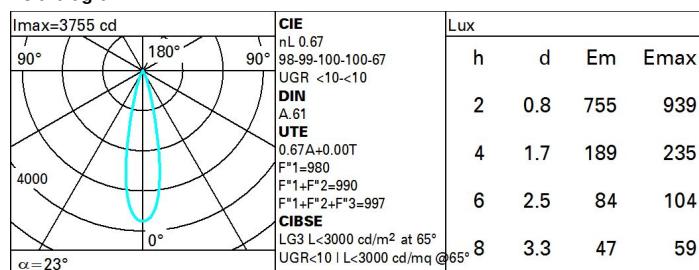 Imax=3755 cd
90°
180°
90°
4000
0°
α=23°
CIE
nL 0.67
98-99-100-100-67
UGR <10-<10
DIN
A.61
UTE
0.67A+0.00T
F"1=980
F"1+F"2=990
F"1+F"2+F"3=997
CIBSE
LG3 L<3000 cd/m² at 65°
UGR<10 | L<3000 cd/mq @65°
Lux
h d Em Emax
2 0.8 755 939
4 1.7 189 235
6 2.5 84 104
8 3.3 47 59